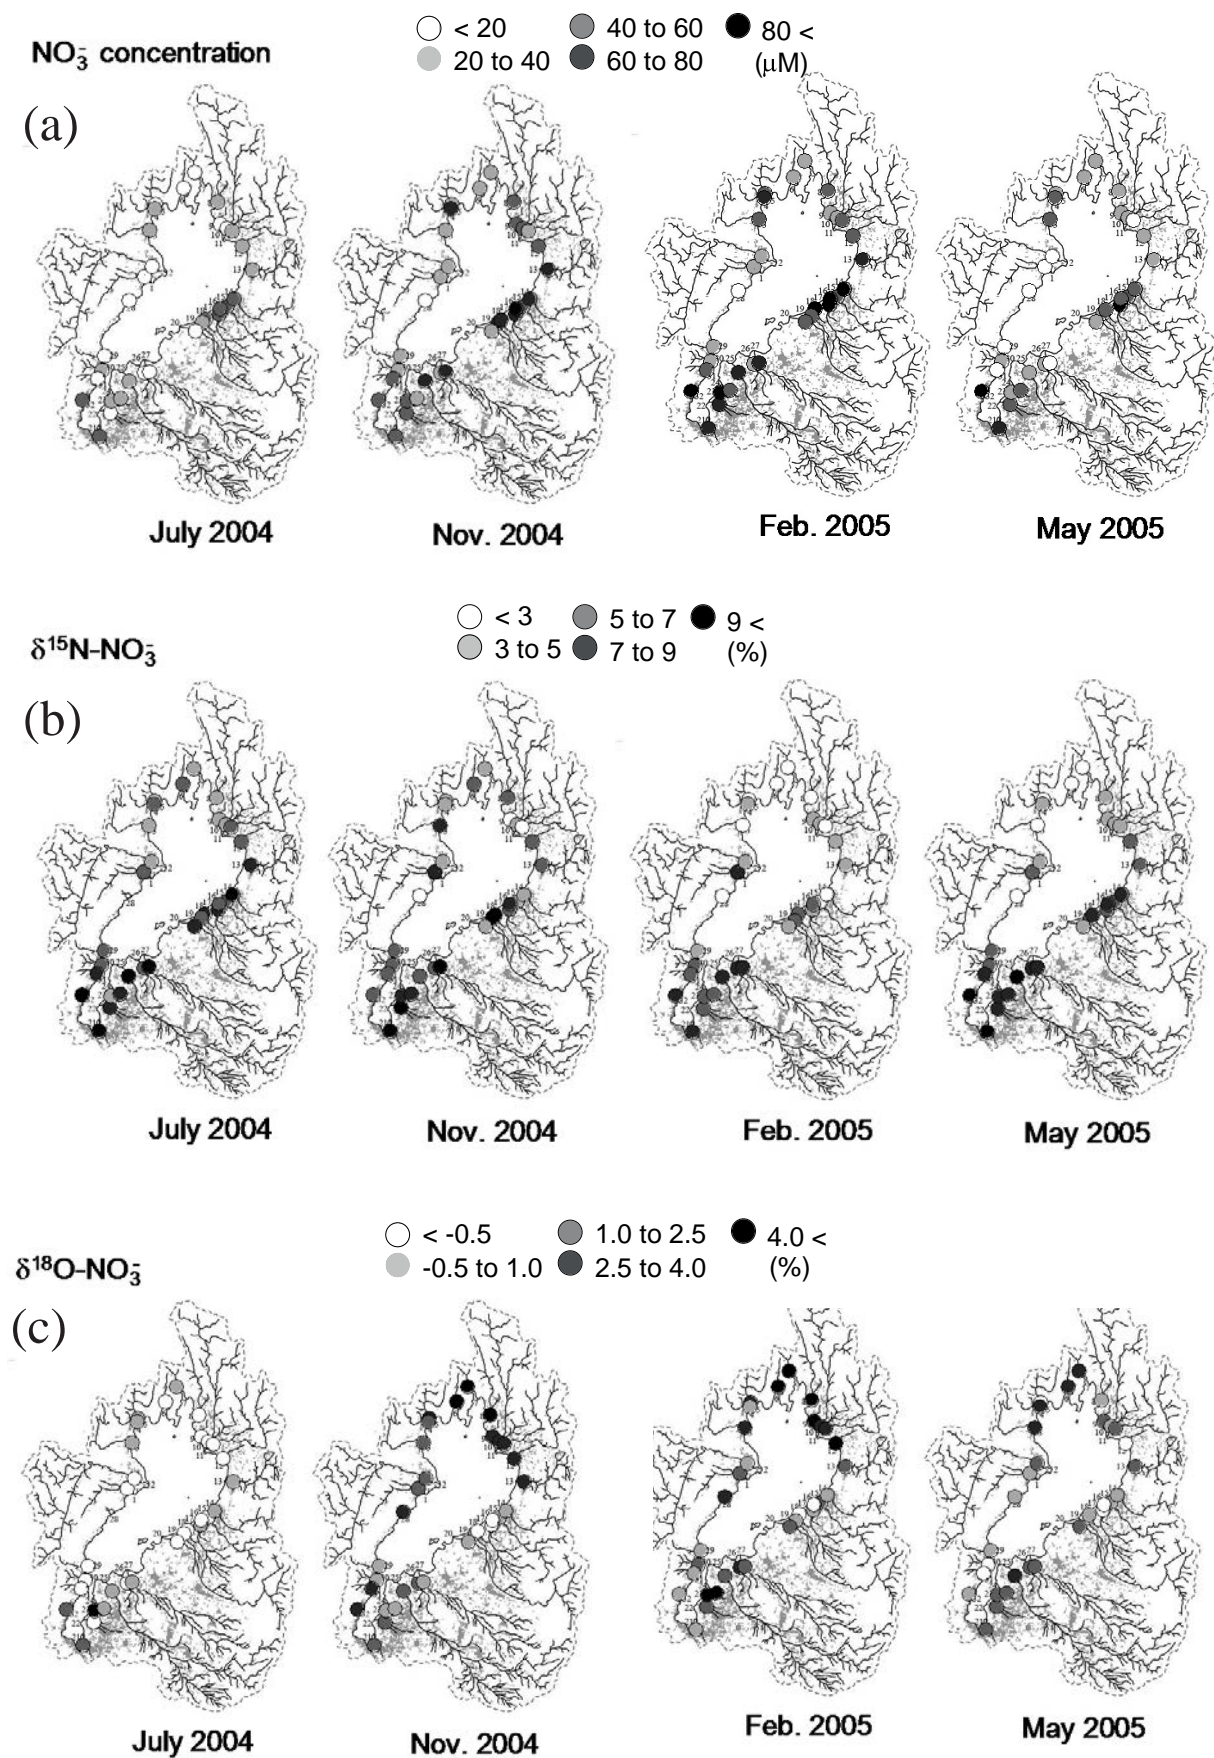 NO₃⁻ concentration
< 20
40 to 60
80 <
20 to 40
60 to 80
(μM)
(a)
July 2004
Nov. 2004
Feb. 2005
May 2005
δ¹⁵N-NO₃⁻
< 3
5 to 7
9 <
3 to 5
7 to 9
(%)
(b)
July 2004
Nov. 2004
Feb. 2005
May 2005
δ¹⁸O-NO₃⁻
< -0.5
1.0 to 2.5
4.0 <
-0.5 to 1.0
2.5 to 4.0
(%)
(c)
July 2004
Nov. 2004
Feb. 2005
May 2005